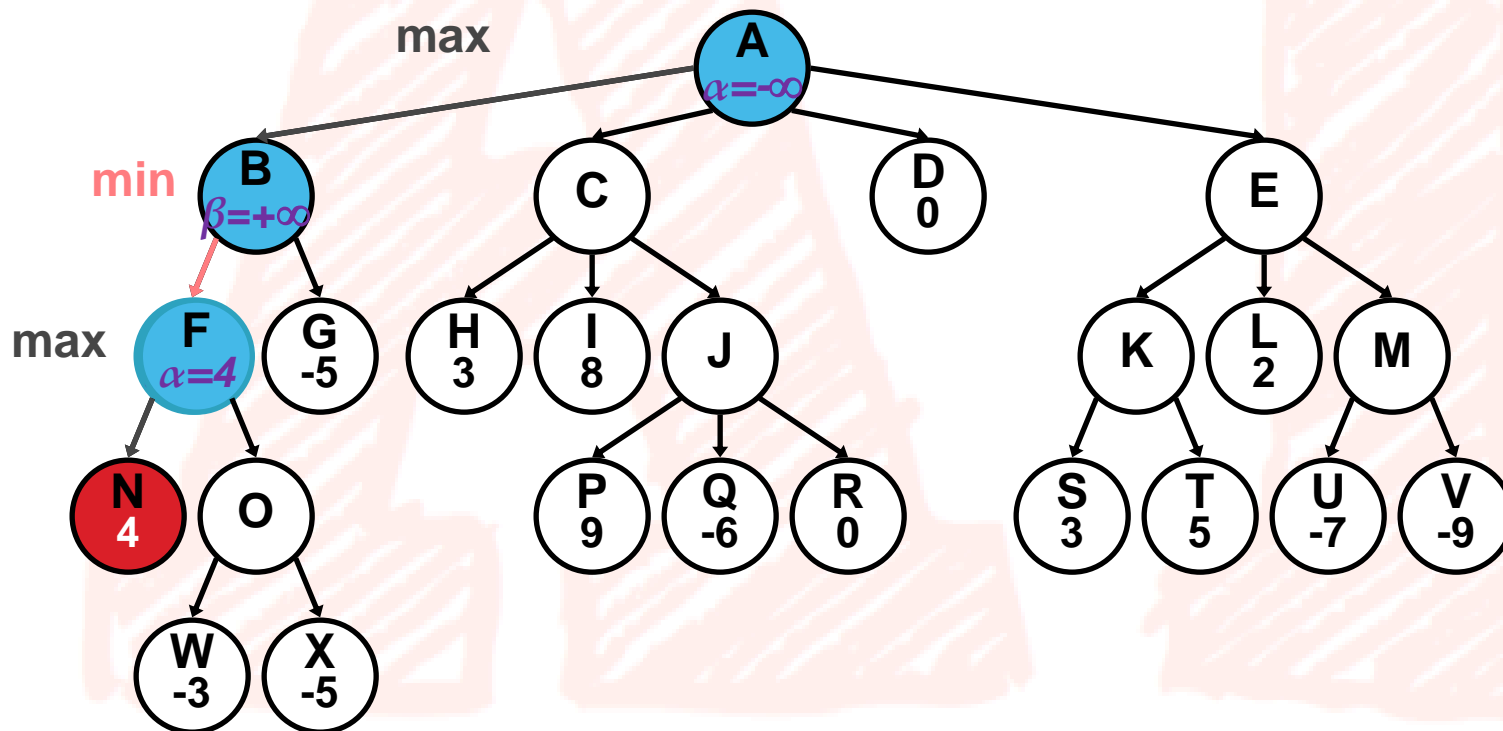 max
A
α=-∞
min
B
β=+∞
C
D
0
E
max
F
α=4
G
-5
H
3
I
8
J
K
L
2
M
N
4
O
P
9
Q
-6
R
0
S
3
T
5
U
-7
V
-9
W
-3
X
-5